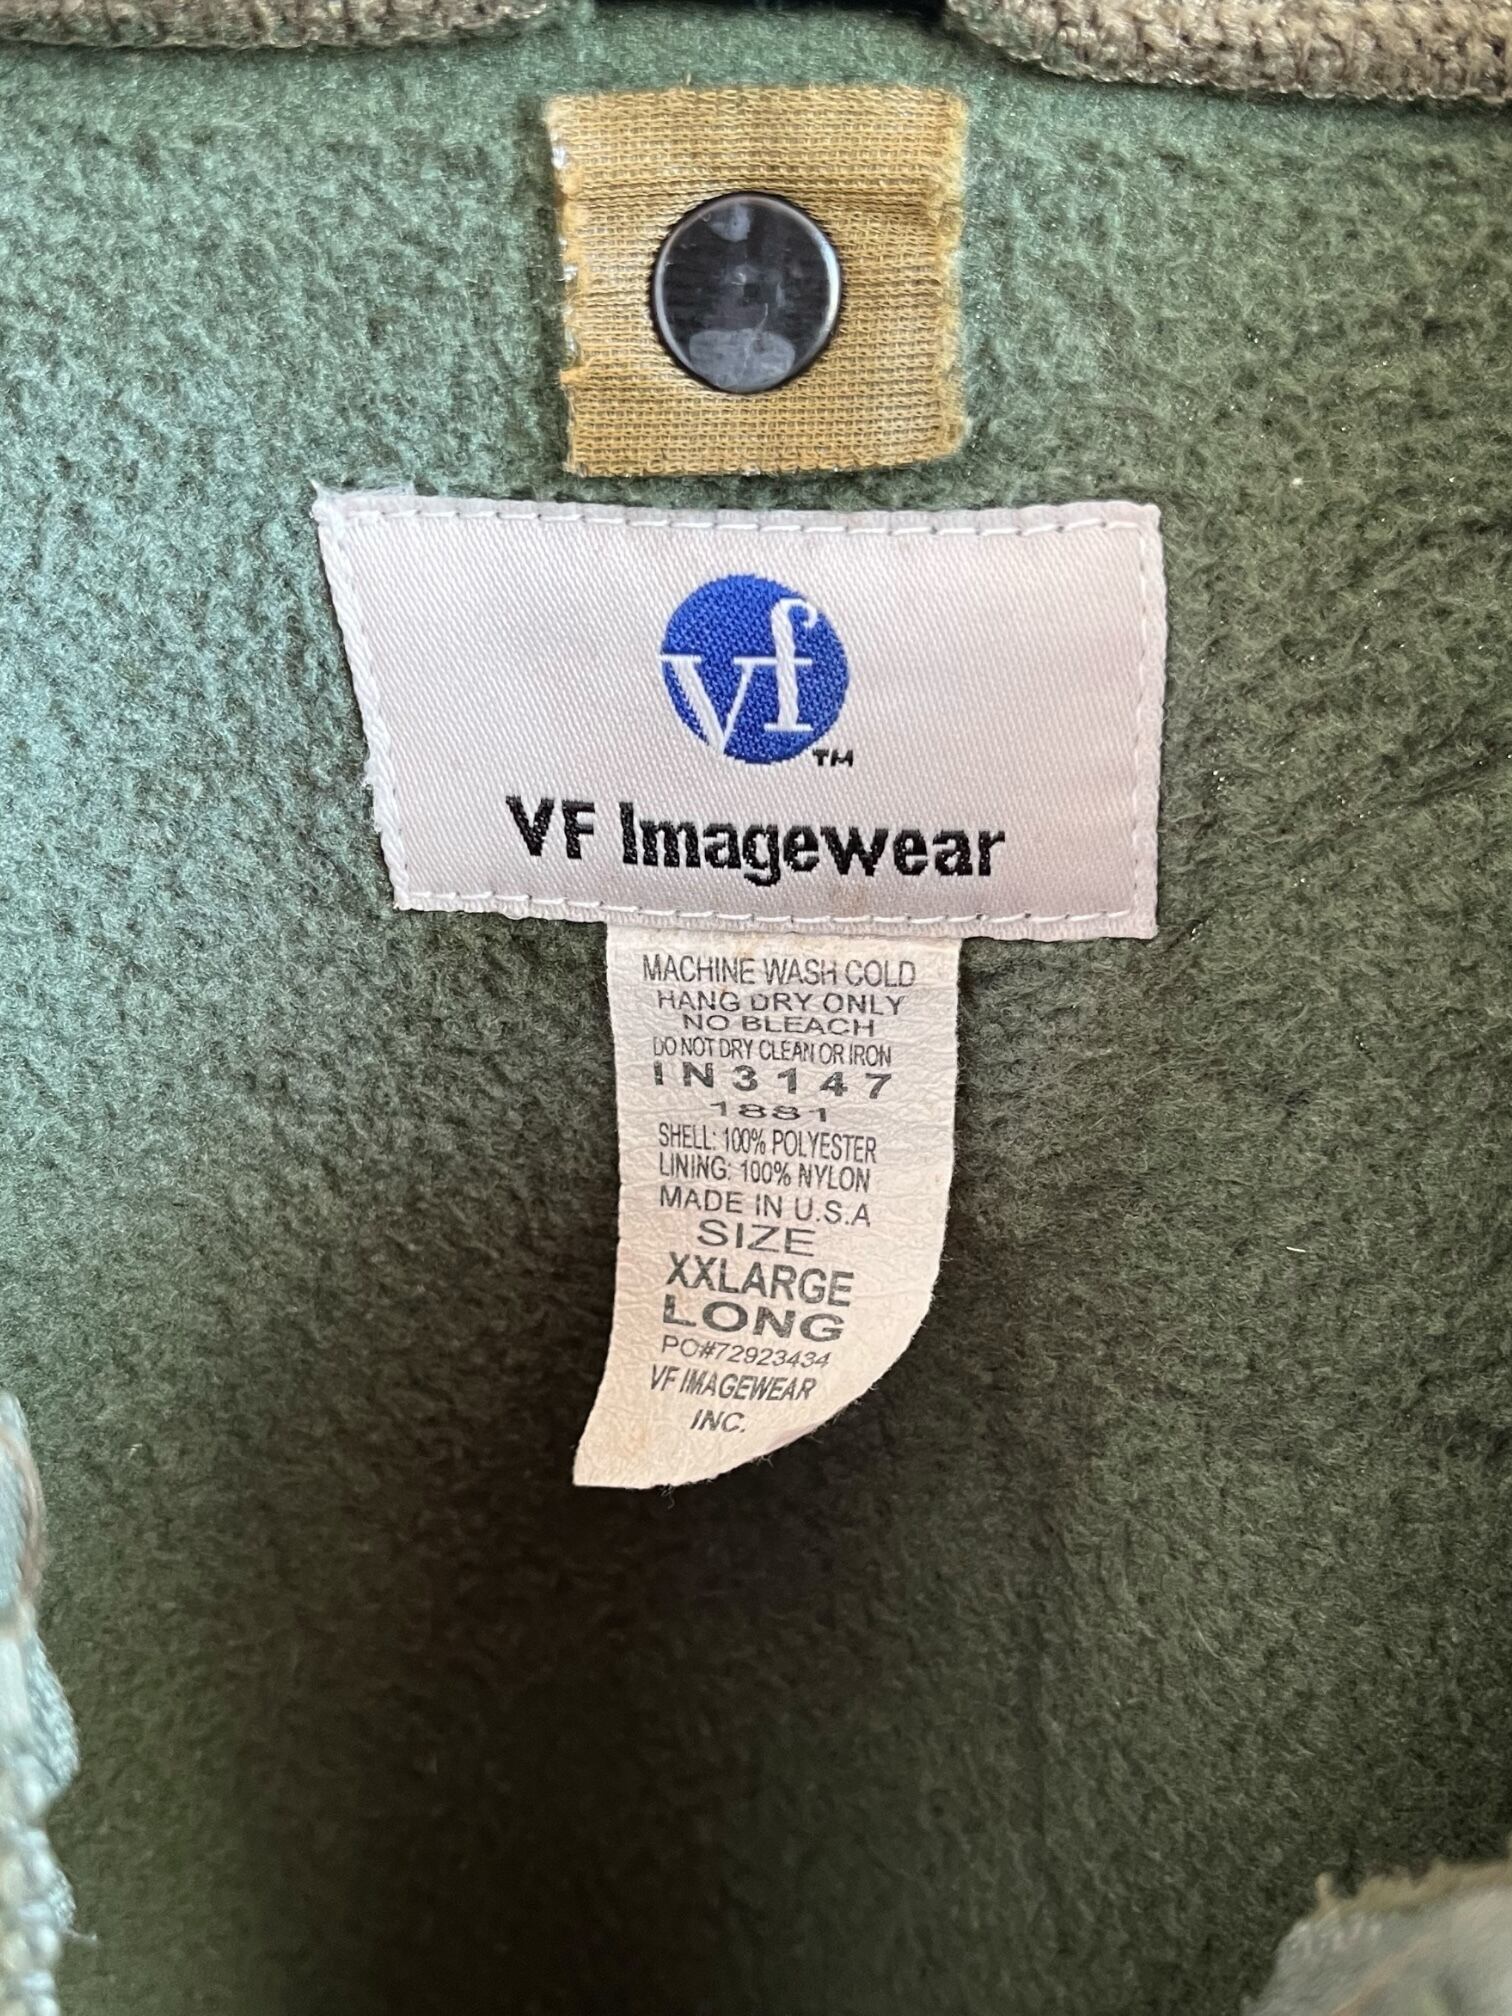 vf
TM
VF Imagewear
MACHINE WASH COLD
HANG DRY ONLY
NO BLEACH
DO NOT DRY CLEAN OR IRON
IN3147
1881
SHELL: 100% POLYESTER
LINING: 100% NYLON
MADE IN U.S.A
SIZE
XXLARGE
LONG
PO#72923434
VF IMAGEWEAR
INC.